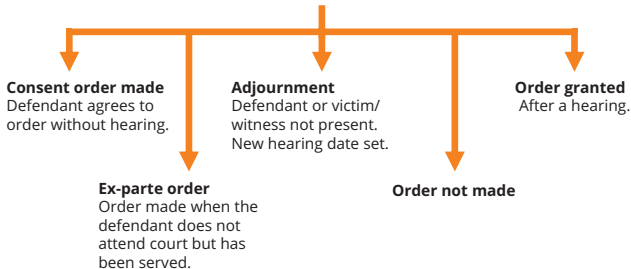 Consent order made
Defendant agrees to
order without hearing.
Adjournment
Defendant or victim/
witness not present.
New hearing date set.
Order granted
After a hearing.
Ex-parte order
Order made when the
defendant does not
attend court but has
been served.
Order not made